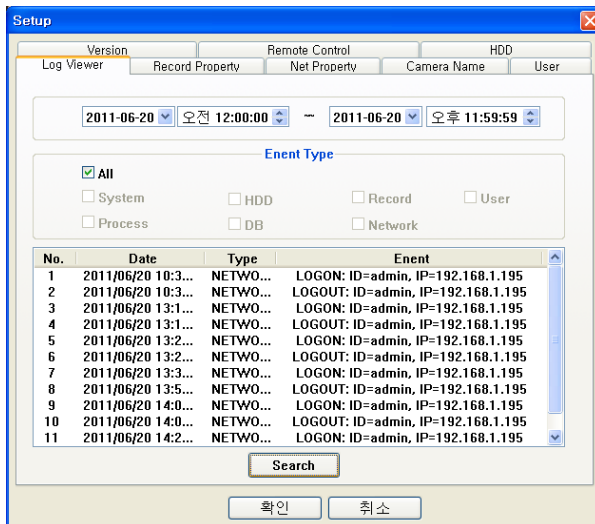 Setup
Version Remote Control HDD
Log Viewer Record Property Net Property Camera Name User
2011-06-20 오전 12:00:00 ~ 2011-06-20 오후 11:59:59
Enent Type
All
System HDD Record User
Process DB Network
No. Date Type Enent
1 2011/06/20 10:3... NETWO... LOGON: ID=admin, IP=192.168.1.195
2 2011/06/20 10:3... NETWO... LOGOUT: ID=admin, IP=192.168.1.195
3 2011/06/20 13:1... NETWO... LOGON: ID=admin, IP=192.168.1.195
4 2011/06/20 13:1... NETWO... LOGOUT: ID=admin, IP=192.168.1.195
5 2011/06/20 13:2... NETWO... LOGON: ID=admin, IP=192.168.1.195
6 2011/06/20 13:2... NETWO... LOGOUT: ID=admin, IP=192.168.1.195
7 2011/06/20 13:3... NETWO... LOGON: ID=admin, IP=192.168.1.195
8 2011/06/20 13:5... NETWO... LOGOUT: ID=admin, IP=192.168.1.195
9 2011/06/20 14:0... NETWO... LOGON: ID=admin, IP=192.168.1.195
10 2011/06/20 14:0... NETWO... LOGOUT: ID=admin, IP=192.168.1.195
11 2011/06/20 14:2... NETWO... LOGON: ID=admin, IP=192.168.1.195
Search
확인 취소